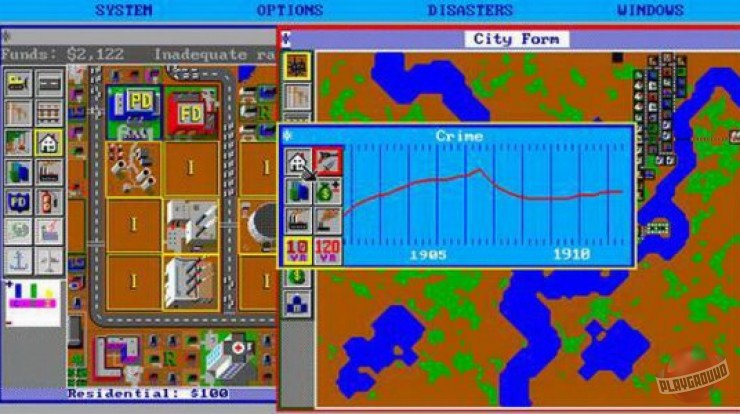 SYSTEM OPTIONS DISASTERS WINDOWS
City Form
Funds: $2,122 Inadequate ra
PD FD
Crime
I I
I
I I
10 YR 120 YR
1905 1910
PD
R
Residential: $100
PLAYGROUND